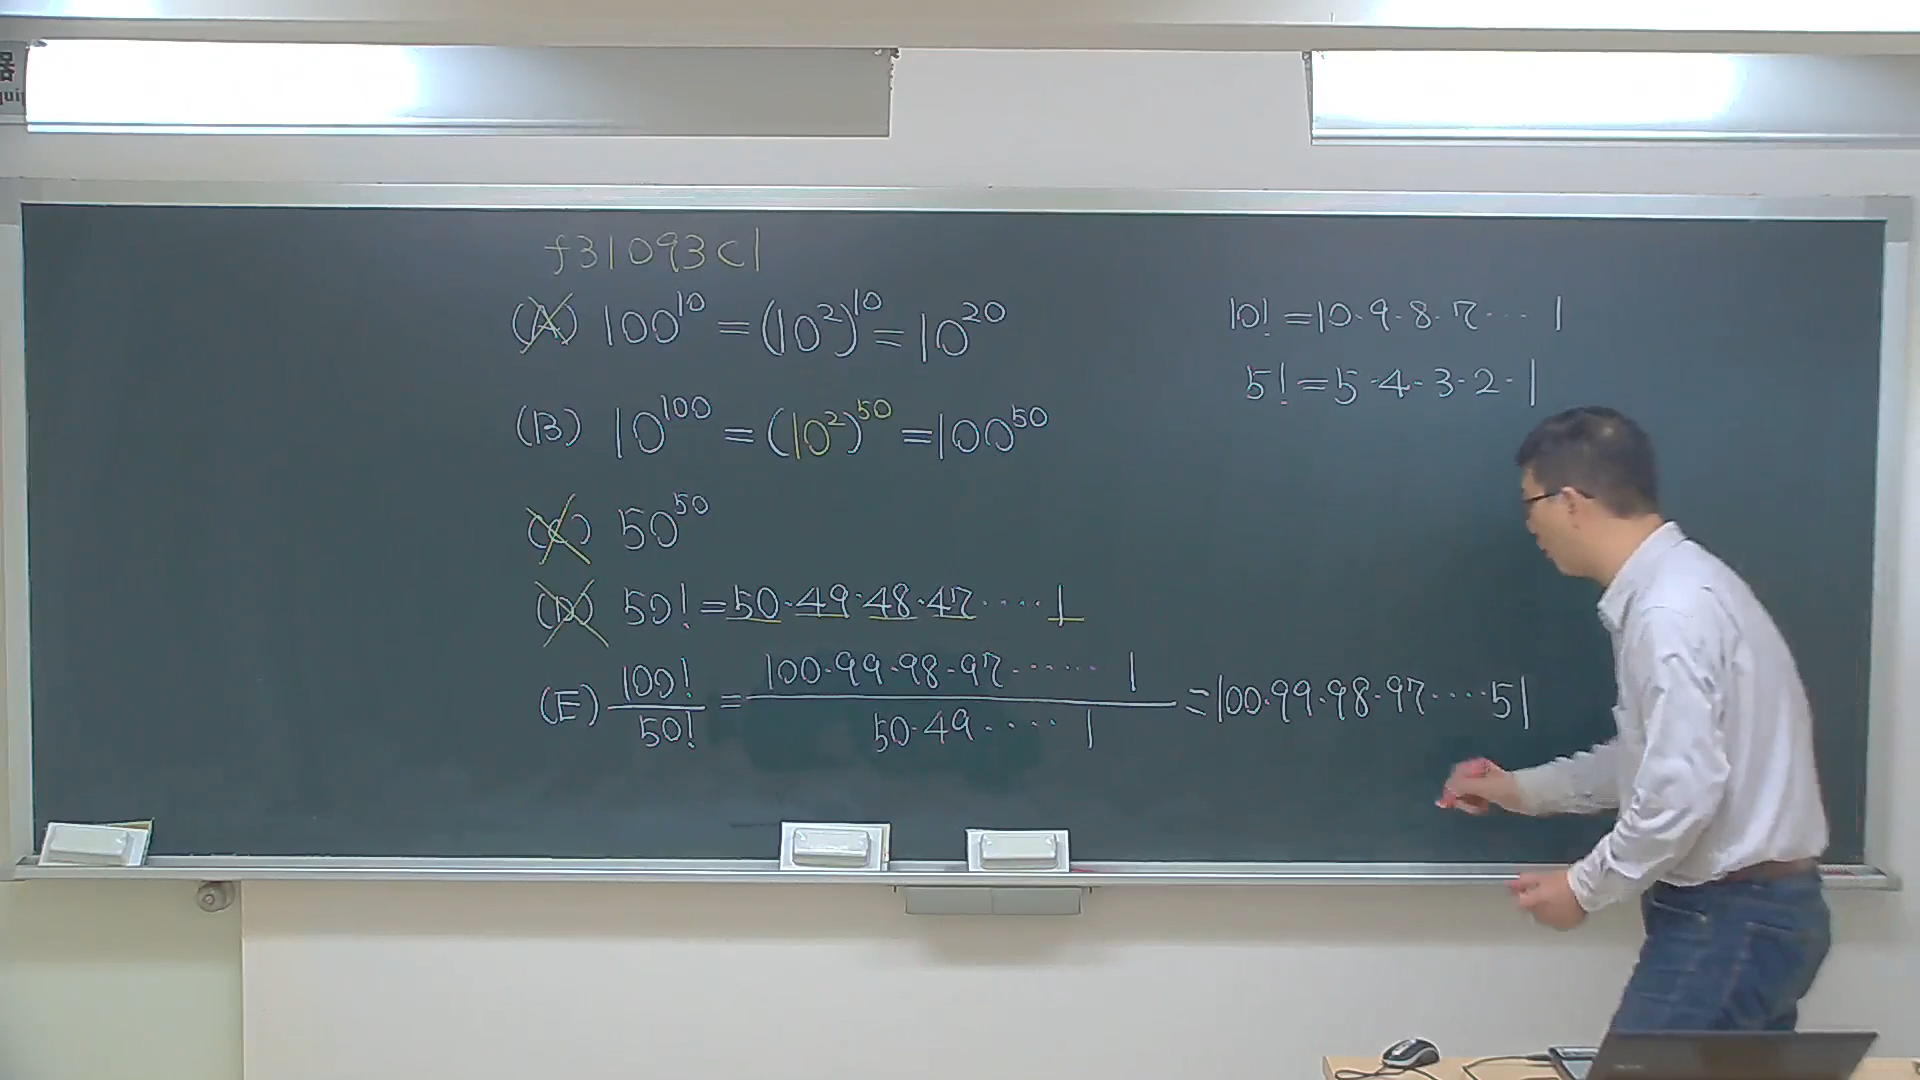 f31093c1
(A) 100^10 = (10^2)^10 = 10^20
10! = 10·9·8·7··· 1
5! = 5·4·3·2·1
(B) 10^100 = (10^2)^50 = 100^50
(C) 50^50
(D) 50! = 50·49·48·47····· 1
(E) 100!/50! = 100·99·98·97······ 1 / 50·49····· 1 = 100·99·98·97····51